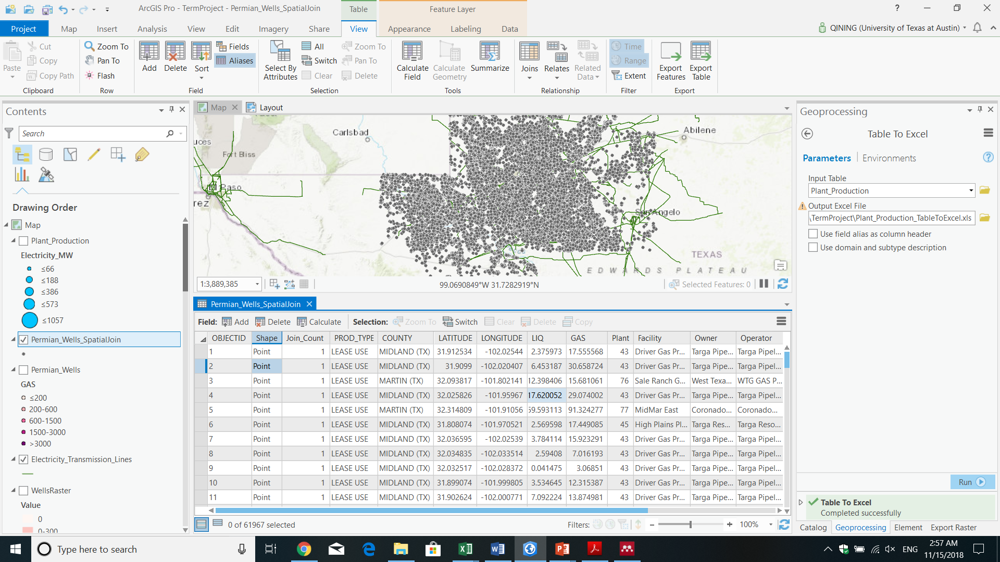 ArcGIS Pro - TermProject - Permian_Wells_SpatialJoin
Table
Feature Layer
?
Project Map Insert Analysis View Edit Imagery Share View Appearance Labeling Data
QINING (University of Texas at Austin)
Paste
Cut
Copy
Copy Path
Clipboard
Zoom To
Pan To
Flash
Row
Add
Delete
Sort
Fields
Aliases
Field
Select By
Attributes
All
Switch
Clear
Zoom To
Pan To
Delete
Selection
Calculate
Field
Calculate
Geometry
Summarize
Tools
Joins
Relates
Related
Data
Relationship
Time
Range
Extent
Filter
Export
Features
Export
Table
Export
Contents
Search
Drawing Order
Map
Plant_Production
Electricity_MW
≤66
≤188
≤386
≤573
≤1057
Permian_Wells_SpatialJoin
Permian_Wells
GAS
≤200
200-600
600-1500
1500-3000
>3000
Electricity_Transmission_Lines
WellsRaster
Value
0
0-300
Map
Layout
Carlsbad
Abilene
uces
Fort Bliss
Paso
rez
San Angelo
TEXAS
EDWARDS PLATEAU
1:3,889,385
99.0690849°W 31.7282919°N
Selected Features: 0
Permian_Wells_SpatialJoin
Field: Add Delete Calculate Selection: Zoom To Switch Clear Delete Copy
OBJECTID Shape Join_Count PROD_TYPE COUNTY LATITUDE LONGITUDE LIQ GAS Plant Facility Owner Operator
1 Point 1 LEASE USE MIDLAND (TX) 31.912534 -102.02544 2.375973 17.555568 43 Driver Gas Pr... Targa Pipe... Targa Pipel...
2 Point 1 LEASE USE MIDLAND (TX) 31.9099 -102.020407 6.453187 30.658724 43 Driver Gas Pr... Targa Pipe... Targa Pipel...
3 Point 1 LEASE USE MARTIN (TX) 32.093817 -101.802141 12.398406 15.681061 76 Sale Ranch G... West Texa... WTG GAS P...
4 Point 1 LEASE USE MIDLAND (TX) 32.025826 -101.95967 17.620052 29.074002 43 Driver Gas Pr... Targa Pipe... Targa Pipel...
5 Point 1 LEASE USE MARTIN (TX) 32.314809 -101.91056 59.593113 91.324277 77 MidMar East Coronado... Coronado...
6 Point 1 LEASE USE MIDLAND (TX) 31.808074 -101.970521 2.569598 17.449085 45 High Plains Pl... Targa Res... Targa Reso...
7 Point 1 LEASE USE MIDLAND (TX) 32.036595 -102.02539 3.784114 15.923291 43 Driver Gas Pr... Targa Pipe... Targa Pipel...
8 Point 1 LEASE USE MIDLAND (TX) 32.034835 -102.033514 2.59408 7.016193 43 Driver Gas Pr... Targa Pipe... Targa Pipel...
9 Point 1 LEASE USE MIDLAND (TX) 32.032517 -102.028372 0.041475 3.06851 43 Driver Gas Pr... Targa Pipe... Targa Pipel...
10 Point 1 LEASE USE MIDLAND (TX) 31.899074 -101.999805 3.534645 12.315387 43 Driver Gas Pr... Targa Pipe... Targa Pipel...
11 Point 1 LEASE USE MIDLAND (TX) 31.902624 -102.000771 7.092224 13.874981 43 Driver Gas Pr... Targa Pipe... Targa Pipel...
0 of 61967 selected
Filters:
100%
Geoprocessing
Table To Excel
Parameters
Environments
Input Table
Plant_Production
Output Excel File
\TermProject\Plant_Production_TableToExcel.xls
Use field alias as column header
Use domain and subtype description
Run
Table To Excel
Completed successfully
Catalog Geoprocessing Element Export Raster
Type here to search
ENG
2:57 AM
11/15/2018